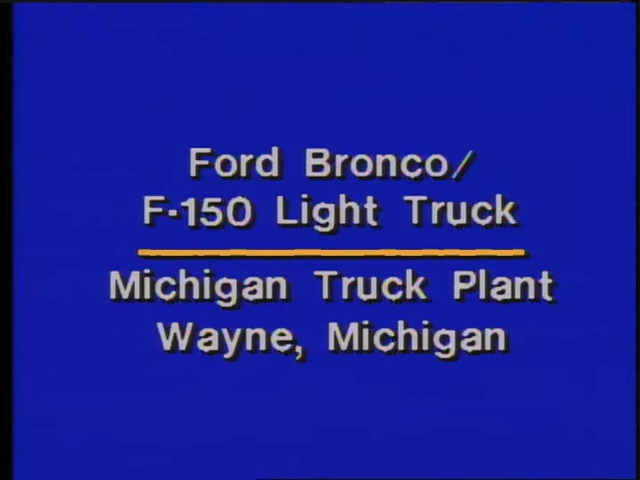 Ford Bronco/
F-150 Light Truck
Michigan Truck Plant
Wayne, Michigan